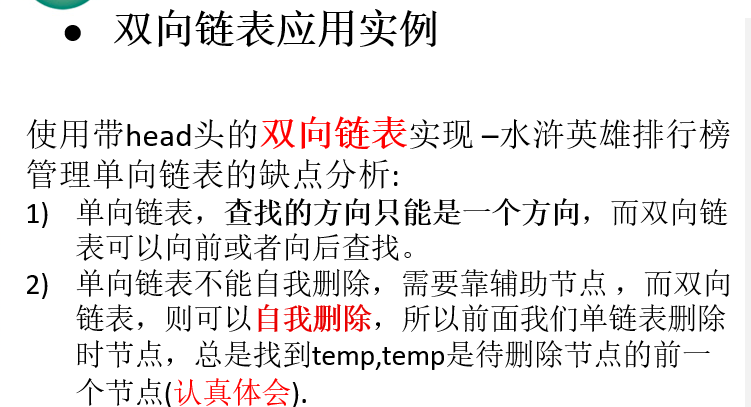 ● 双向链表应用实例
使用带head头的双向链表实现 –水浒英雄排行榜
管理单向链表的缺点分析:
1) 单向链表，查找的方向只能是一个方向，而双向链
表可以向前或者向后查找。
2) 单向链表不能自我删除，需要靠辅助节点 ，而双向
链表，则可以自我删除，所以前面我们单链表删除
时节点，总是找到temp,temp是待删除节点的前一
个节点(认真体会).